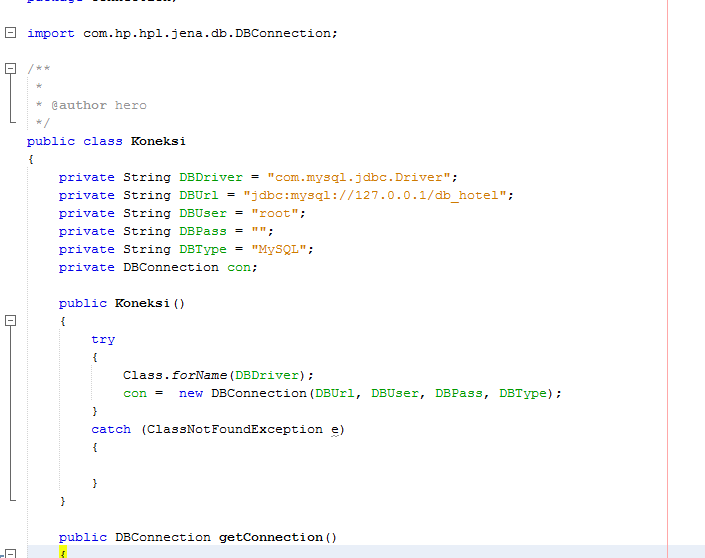 import com.hp.hpl.jena.db.DBConnection;
/**
*
* @author hero
*/
public class Koneksi
{
private String DBDriver = "com.mysql.jdbc.Driver";
private String DBUrl = "jdbc:mysql://127.0.0.1/db_hotel";
private String DBUser = "root";
private String DBPass = "";
private String DBType = "MySQL";
private DBConnection con;
public Koneksi()
{
try
{
Class.forName(DBDriver);
con =  new DBConnection(DBUrl, DBUser, DBPass, DBType);
}
catch (ClassNotFoundException e)
{
}
}
public DBConnection getConnection()
{